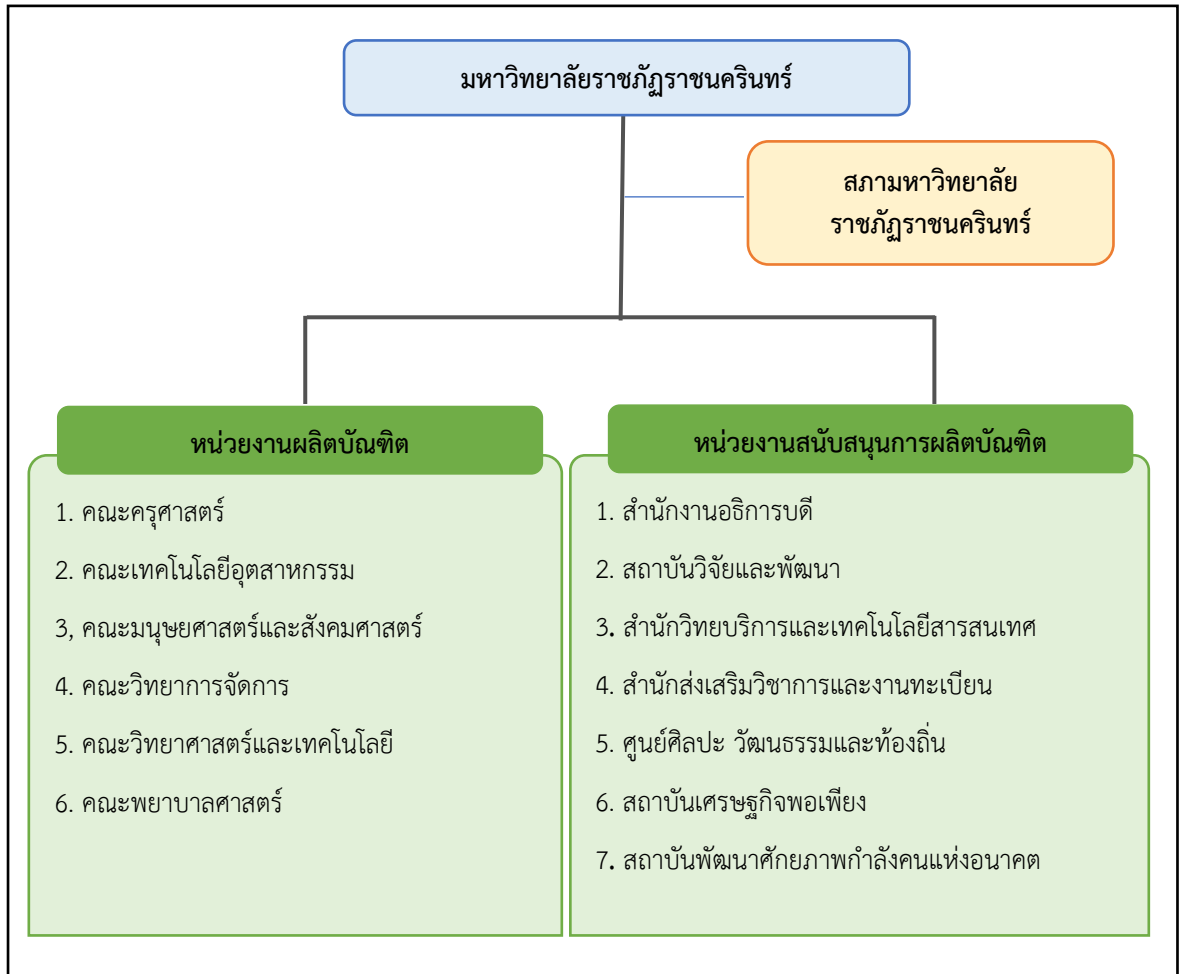 มหาวิทยาลัยราชภัฏราชนครินทร์
สภามหาวิทยาลัย
ราชภัฏราชนครินทร์
หน่วยงานผลิตบัณฑิต
1. คณะครุศาสตร์
2. คณะเทคโนโลยีอุตสาหกรรม
3, คณะมนุษยศาสตร์และสังคมศาสตร์
4. คณะวิทยาการจัดการ
5. คณะวิทยาศาสตร์และเทคโนโลยี
6. คณะพยาบาลศาสตร์
หน่วยงานสนับสนุนการผลิตบัณฑิต
1. สำนักงานอธิการบดี
2. สถาบันวิจัยและพัฒนา
3. สำนักวิทยบริการและเทคโนโลยีสารสนเทศ
4. สำนักส่งเสริมวิชาการและงานทะเบียน
5. ศูนย์ศิลปะ วัฒนธรรมและท้องถิ่น
6. สถาบันเศรษฐกิจพอเพียง
7. สถาบันพัฒนาศักยภาพกำลังคนแห่งอนาคต